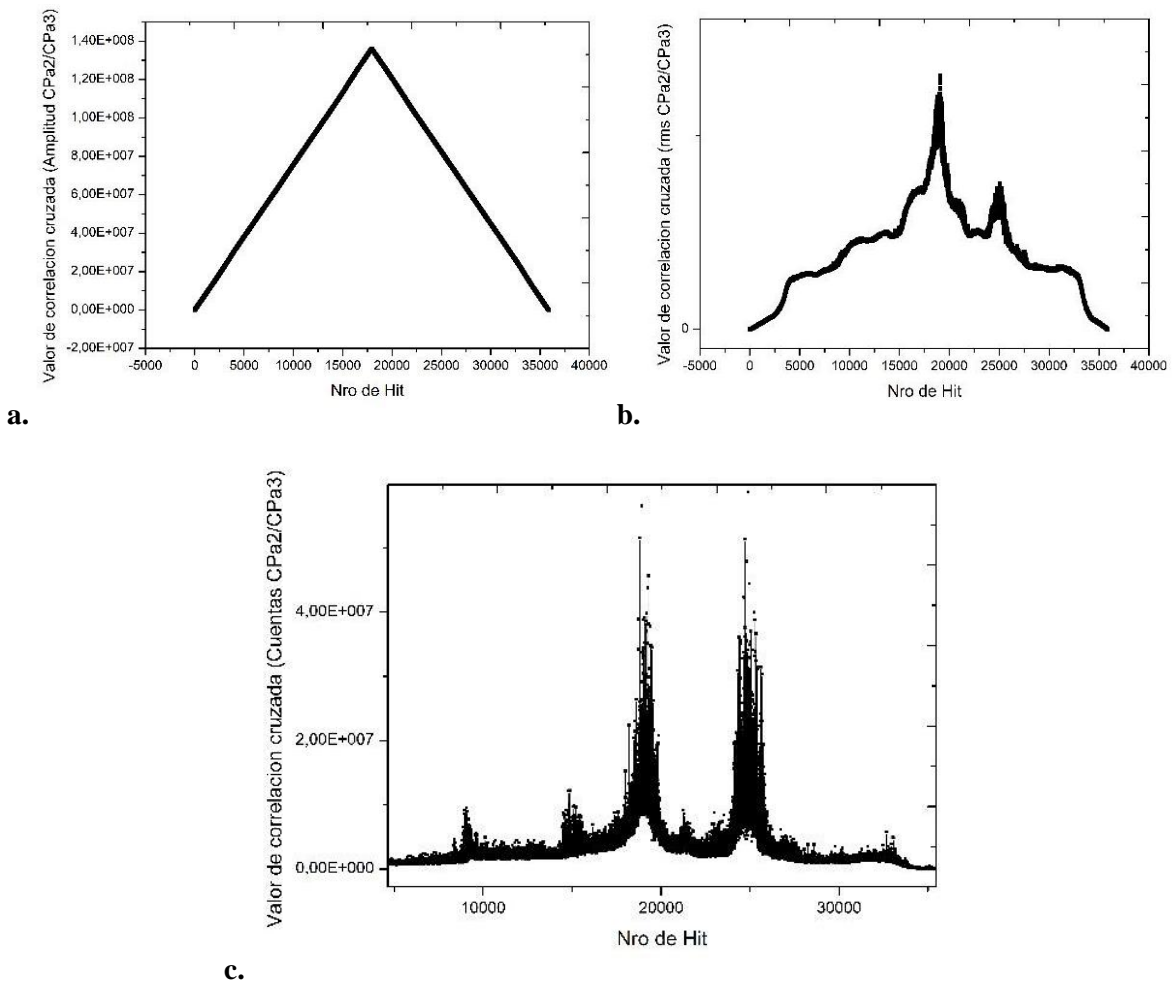 Valor de correlacion cruzada (Amplitud CPa2/CPa3)
1,40E+008
1,20E+008
1,00E+008
8,00E+007
6,00E+007
4,00E+007
2,00E+007
0,00E+000
-2,00E+007
-5000 0 5000 10000 15000 20000 25000 30000 35000 40000
Nro de Hit
a.
Valor de correlacion cruzada (rms CPa2/CPa3)
0
-5000 0 5000 10000 15000 20000 25000 30000 35000 40000
Nro de Hit
b.
Valor de correlacion cruzada (Cuentas CPa2/CPa3)
4,00E+007
2,00E+007
0,00E+000
10000 20000 30000
Nro de Hit
c.